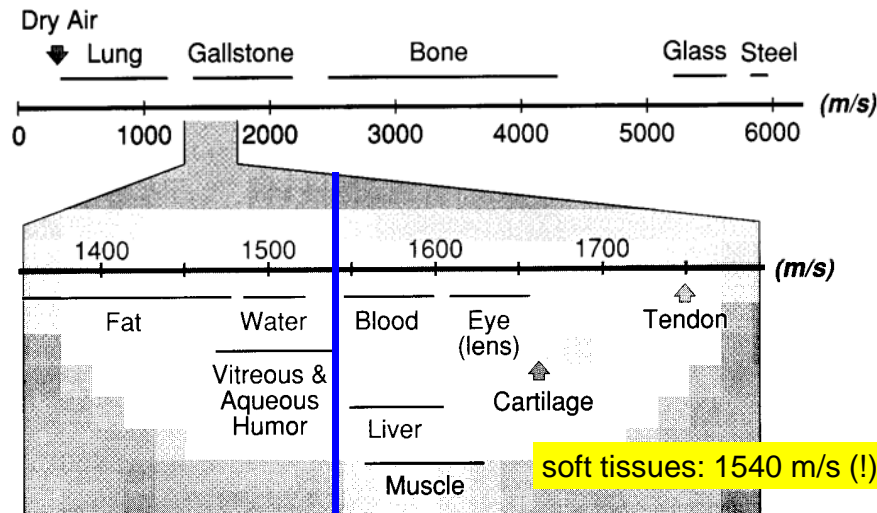 Dry Air
Lung Gallstone Bone Glass Steel
(m/s)
0 1000 2000 3000 4000 5000 6000
1400 1500 1600 1700
(m/s)
Fat Water Blood Eye (lens) Tendon
Vitreous & Aqueous Humor
Cartilage
Liver
soft tissues: 1540 m/s (!)
Muscle